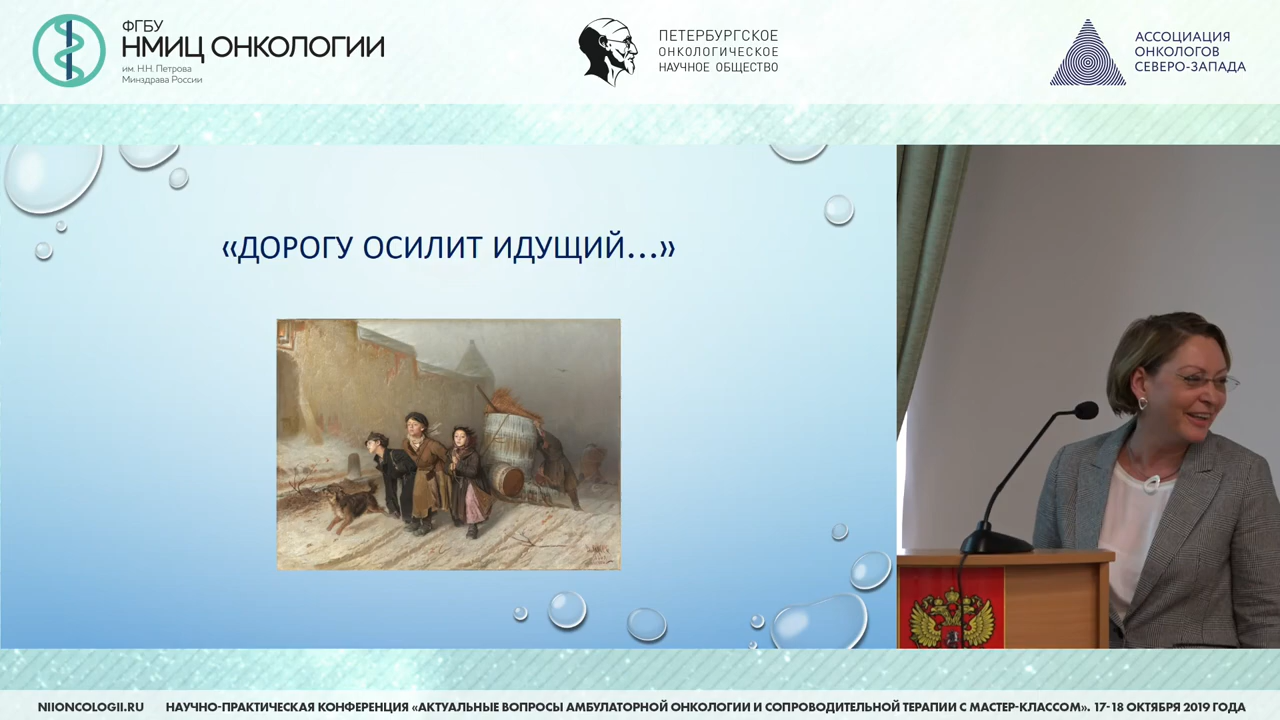 ФГБУ
НМИЦ ОНКОЛОГИИ
им. Н.Н. Петрова
Минздрава России
ПЕТЕРБУРГСКОЕ
ОНКОЛОГИЧЕСКОЕ
НАУЧНОЕ ОБЩЕСТВО
АССОЦИАЦИЯ
ОНКОЛОГОВ
СЕВЕРО-ЗАПАДА
«ДОРОГУ ОСИЛИТ ИДУЩИЙ...»
NIIONCOLOGII.RU
НАУЧНО-ПРАКТИЧЕСКАЯ КОНФЕРЕНЦИЯ «АКТУАЛЬНЫЕ ВОПРОСЫ АМБУЛАТОРНОЙ ОНКОЛОГИИ И СОПРОВОДИТЕЛЬНОЙ ТЕРАПИИ С МАСТЕР-КЛАССОМ». 17-18 ОКТЯБРЯ 2019 ГОДА